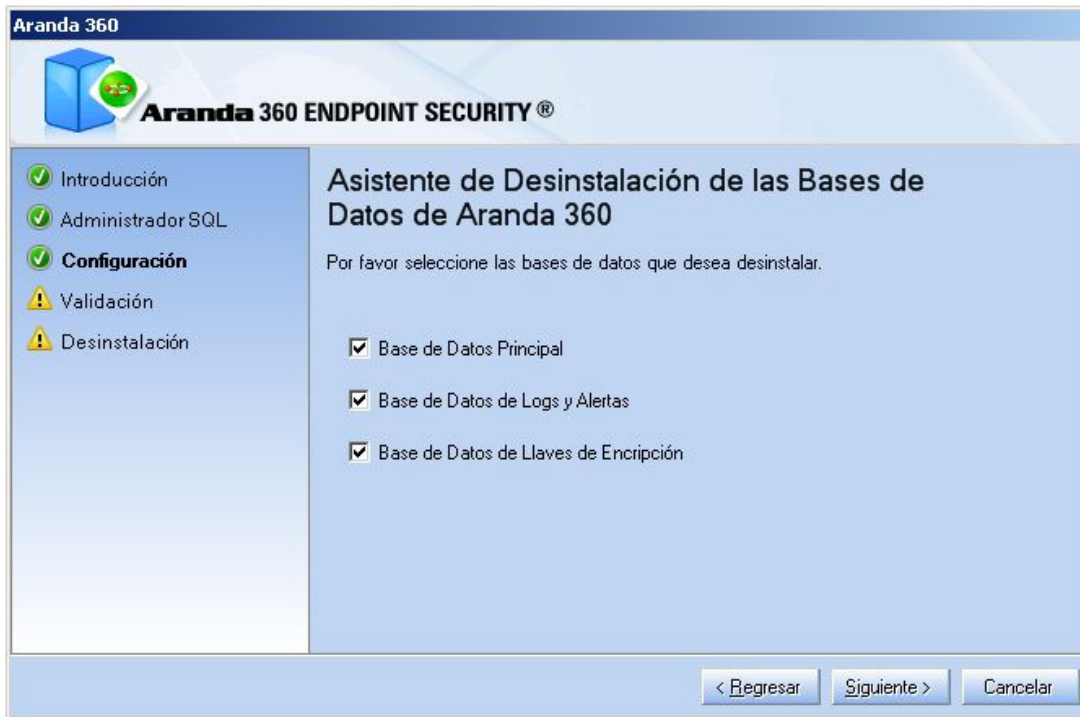 Aranda 360
Aranda 360 ENDPOINT SECURITY ®
Introducción
Administrador SQL
Configuración
Validación
Desinstalación
Asistente de Desinstalación de las Bases de
Datos de Aranda 360
Por favor seleccione las bases de datos que desea desinstalar.
Base de Datos Principal
Base de Datos de Logs y Alertas
Base de Datos de Llaves de Encripción
< Regresar
Siguiente >
Cancelar